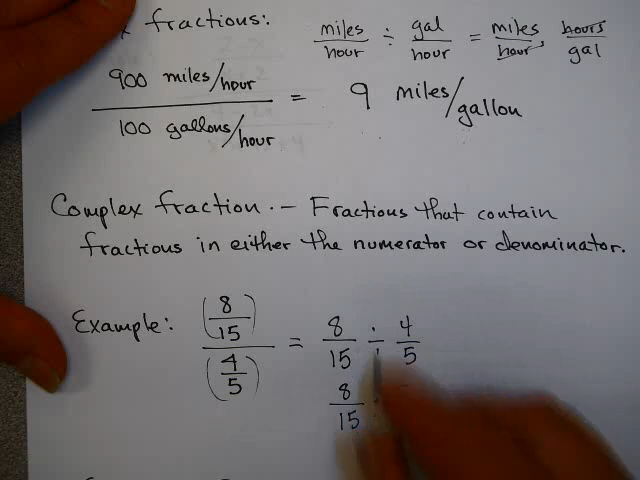 fractions: miles/hour ÷ gal/hour = miles/hour hours/gal
900 miles/hour / 100 gallons/hour = 9 miles/gallon
Complex fraction. – Fractions that contain
fractions in either the numerator or denominator.
Example: (8/15) / (4/5) = 8/15 ÷ 4/5
8/15